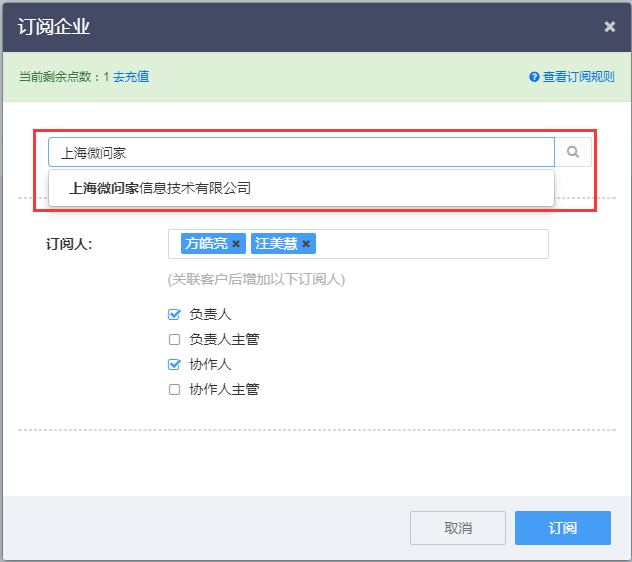 订阅企业
当前剩余点数：1 去充值 查看订阅规则
上海微问家
上海微问家信息技术有限公司
订阅人: 方皓亮 汪美慧
(关联客户后增加以下订阅人)
负责人
负责人主管
协作人
协作人主管
取消 订阅